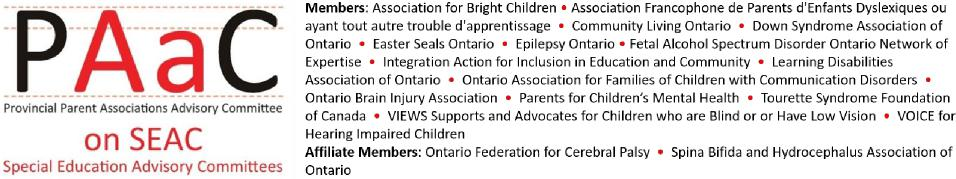 PAaC
Provincial Parent Associations Advisory Committee
on SEAC
Special Education Advisory Committees
Members: Association for Bright Children • Association Francophone de Parents d'Enfants Dyslexiques ou
ayant tout autre trouble d'apprentissage • Community Living Ontario • Down Syndrome Association of
Ontario • Easter Seals Ontario • Epilepsy Ontario • Fetal Alcohol Spectrum Disorder Ontario Network of
Expertise • Integration Action for Inclusion in Education and Community • Learning Disabilities
Association of Ontario • Ontario Association for Families of Children with Communication Disorders •
Ontario Brain Injury Association • Parents for Children's Mental Health • Tourette Syndrome Foundation
of Canada • VIEWS Supports and Advocates for Children who are Blind or or Have Low Vision • VOICE for
Hearing Impaired Children
Affiliate Members: Ontario Federation for Cerebral Palsy • Spina Bifida and Hydrocephalus Association of
Ontario